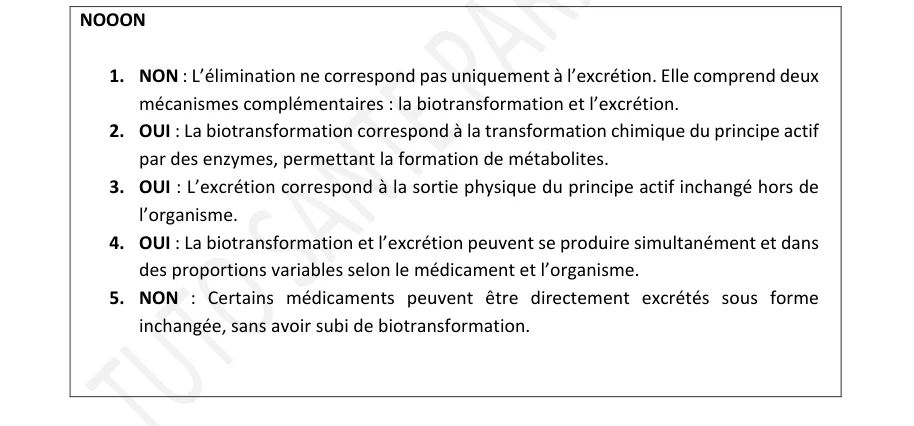 NOOON
1. NON : L’élimination ne correspond pas uniquement à l’excrétion. Elle comprend deux
mécanismes complémentaires : la biotransformation et l’excrétion.
2. OUI : La biotransformation correspond à la transformation chimique du principe actif
par des enzymes, permettant la formation de métabolites.
3. OUI : L’excrétion correspond à la sortie physique du principe actif inchangé hors de
l’organisme.
4. OUI : La biotransformation et l’excrétion peuvent se produire simultanément et dans
des proportions variables selon le médicament et l’organisme.
5. NON : Certains médicaments peuvent être directement excrétés sous forme
inchangée, sans avoir subi de biotransformation.
TUTO SANTE PAR